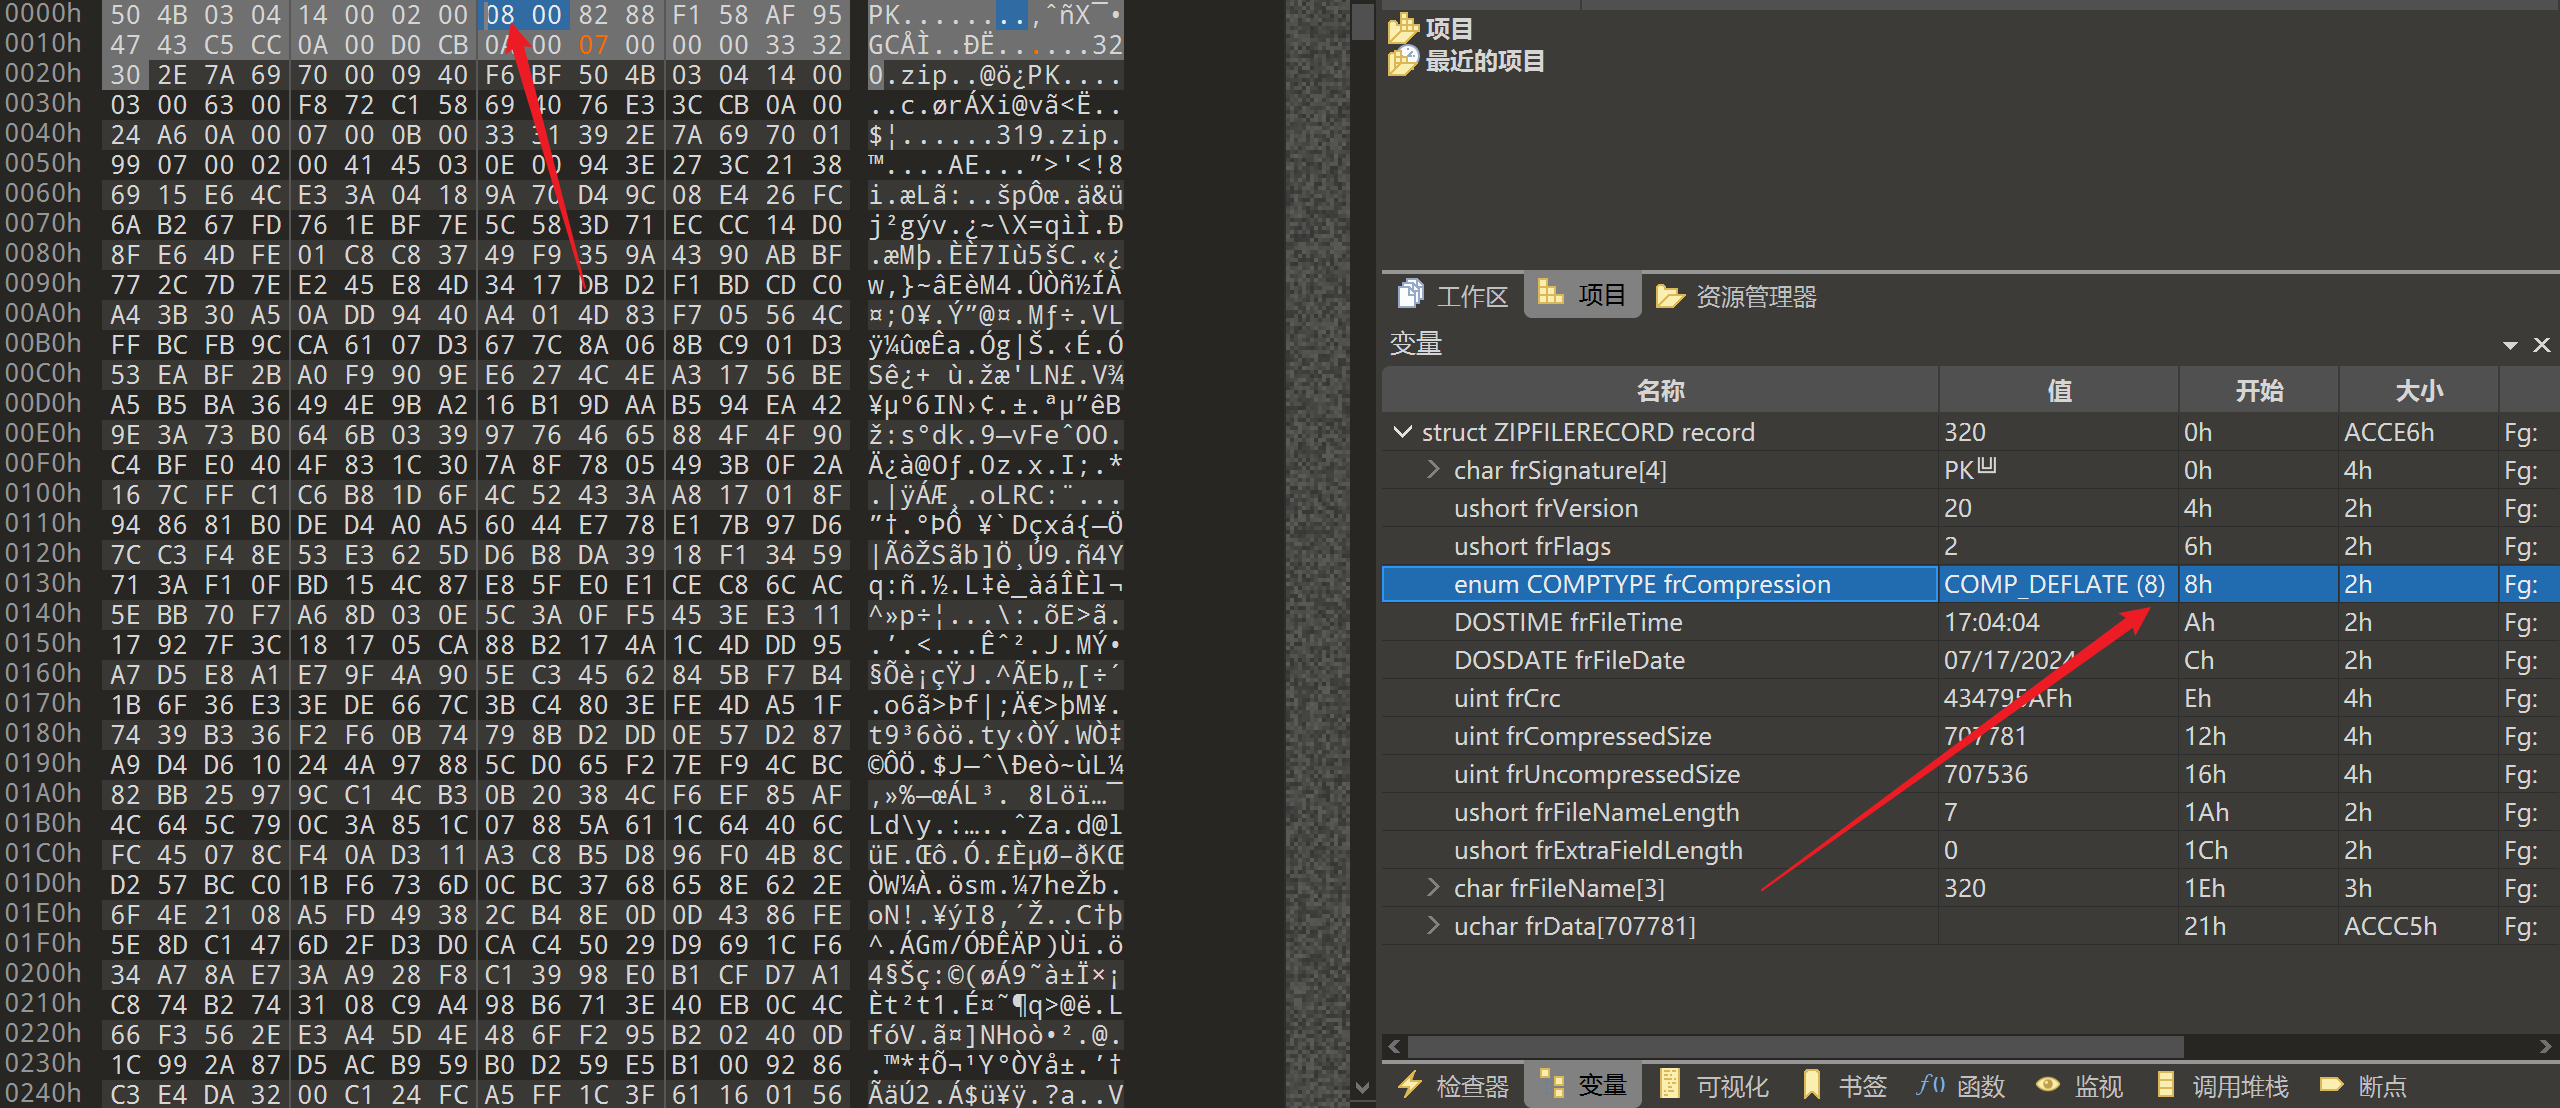 0000h 50 4B 03 04 14 00 02 00 08 00 82 88 F1 58 AF 95 PK........‚ˆñX¯•
0010h 47 43 C5 CC 0A 00 D0 CB 0A 00 07 00 00 00 33 32 GCÅÌ..ÐË......32
0020h 30 2E 7A 69 70 00 09 40 F6 BF 50 4B 03 04 14 00 0.zip..@ö¿PK....
0030h 03 00 63 00 F8 72 C1 58 69 40 76 E3 3C CB 0A 00 ..c.ørÁXi@vã<Ë..
0040h 24 A6 0A 00 07 00 0B 00 33 31 39 2E 7A 69 70 01 $¦......319.zip.
0050h 99 07 00 02 00 41 45 03 0E 00 94 3E 27 3C 21 38 ™....AE...”>'<!8
0060h 69 15 E6 4C E3 3A 04 18 9A 70 D4 9C 08 E4 26 FC i.æLã:..špÔœ.ä&ü
0070h 6A B2 67 FD 76 1E BF 7E 5C 58 3D 71 EC CC 14 D0 j²gýv.¿~\X=qìÌ.Ð
0080h 8F E6 4D FE 01 C8 C8 37 49 F9 35 9A 43 90 AB BF .æMþ.ÈÈ7Iù5šC.«¿
0090h 77 2C 7D 7E E2 45 E8 4D 34 17 DB D2 F1 BD CD C0 w,}~âEèM4.ÛÒñ½ÍÀ
00A0h A4 3B 30 A5 0A DD 94 40 A4 01 4D 83 F7 05 56 4C ¤;0¥.Ý”@¤.Mƒ÷.VL
00B0h FF BC FB 9C CA 61 07 D3 67 7C 8A 06 8B C9 01 D3 ÿ¼ûœÊa.Óg|Š.‹É.Ó
00C0h 53 EA BF 2B A0 F9 90 9E E6 27 4C 4E A3 17 56 BE Sê¿+ ù.žæ'LN£.V¾
00D0h A5 B5 BA 36 49 4E 9B A2 16 B1 9D AA B5 94 EA 42 ¥µº6IN›¢.±.ªµ”êB
00E0h 9E 3A 73 B0 64 6B 03 39 97 76 46 65 88 4F 4F 90 ž:s°dk.9—vFeˆOO.
00F0h C4 BF E0 40 4F 83 1C 30 7A 8F 78 05 49 3B 0F 2A Ä¿à@Oƒ.0z.x.I;.*
0100h 16 7C FF C1 C6 B8 1D 6F 4C 52 43 3A A8 17 01 8F .|ÿÁÆ¸.oLRC:¨...
0110h 94 86 81 B0 DE D4 A0 A5 60 44 E7 78 E1 7B 97 D6 ”†.°ÞÔ ¥`Dçxá{—Ö
0120h 7C C3 F4 8E 53 E3 62 5D D6 B8 DA 39 18 F1 34 59 |ÃôŽSãb]Ö¸Ú9.ñ4Y
0130h 71 3A F1 0F BD 15 4C 87 E8 5F E0 E1 CE C8 6C AC q:ñ.½.L‡è_àáÎÈl¬
0140h 5E BB 70 F7 A6 8D 03 0E 5C 3A 0F F5 45 3E E3 11 ^»p÷¦...\:.õE>ã.
0150h 17 92 7F 3C 18 17 05 CA 88 B2 17 4A 1C 4D DD 95 .’.<...Êˆ².J.MÝ•
0160h A7 D5 E8 A1 E7 9F 4A 90 5E C3 45 62 84 5B F7 B4 §Õè¡çŸJ.^ÃEb„[÷´
0170h 1B 6F 36 E3 3E DE 66 7C 3B C4 80 3E FE 4D A5 1F .o6ã>Þf|;Ä€>þM¥.
0180h 74 39 B3 36 F2 F6 0B 74 79 8B D2 DD 0E 57 D2 87 t9³6òö.ty‹ÒÝ.WÒ‡
0190h A9 D4 D6 10 24 4A 97 88 5C D0 65 F2 7E F9 4C BC ©ÔÖ.$J—ˆ\Ðeò~ùL¼
01A0h 82 BB 25 97 9C C1 4C B3 0B 20 38 4C F6 EF 85 AF ‚»%—œÁL³. 8Löï…¯
01B0h 4C 64 5C 79 0C 3A 85 1C 07 88 5A 61 1C 64 40 6C Ld\y.:…..ˆZa.d@l
01C0h FC 45 07 8C F4 0A D3 11 A3 C8 B5 D8 96 F0 4B 8C üE.Œô.Ó.£ÈµØ–ðKŒ
01D0h D2 57 BC C0 1B F6 73 6D 0C BC 37 68 65 8E 62 2E ÒW¼À.ösm.¼7heŽb.
01E0h 6F 4E 21 08 A5 FD 49 38 2C B4 8E 0D 0D 43 86 FE oN!.¥ýI8,´Ž..C†þ
01F0h 5E 8D C1 47 6D 2F D3 D0 CA C4 50 29 D9 69 1C F6 ^.ÁGm/ÓÐÊÄP)Ùi.ö
0200h 34 A7 8A E7 3A A9 28 F8 C1 39 98 E0 B1 CF D7 A1 4§Šç:©(øÁ9˜à±Ï×¡
0210h C8 74 B2 74 31 08 C9 A4 98 B6 71 3E 40 EB 0C 4C Èt²t1.É¤˜¶q>@ë.L
0220h 66 F3 56 2E E3 A4 5D 4E 48 6F F2 95 B2 02 40 0D fóV.ã¤]NHoò•².@.
0230h 1C 99 2A 87 D5 AC B9 59 B0 D2 59 E5 B1 00 92 86 .™*‡Õ¬¹Y°ÒYå±.’†
0240h C3 E4 DA 32 00 C1 24 FC A5 FF 1C 3F 61 16 01 56 ÃäÚ2.Á$ü¥ÿ.?a..V
项目
最近的项目
工作区 项目 资源管理器
变量
名称 值 开始 大小
struct ZIPFILERECORD record 320 0h ACCE6h Fg:
char frSignature[4] PK 0h 4h Fg:
ushort frVersion 20 4h 2h Fg:
ushort frFlags 2 6h 2h Fg:
enum COMPTYPE frCompression COMP_DEFLATE (8) 8h 2h Fg:
DOSTIME frFileTime 17:04:04 Ah 2h Fg:
DOSDATE frFileDate 07/17/2024 Ch 2h Fg:
uint frCrc 434795AFh Eh 4h Fg:
uint frCompressedSize 707781 12h 4h Fg:
uint frUncompressedSize 707536 16h 4h Fg:
ushort frFileNameLength 7 1Ah 2h Fg:
ushort frExtraFieldLength 0 1Ch 2h Fg:
char frFileName[3] 320 1Eh 3h Fg:
uchar frData[707781] 21h ACCC5h Fg:
检查器 变量 可视化 书签 f() 函数 监视 调用堆栈 断点